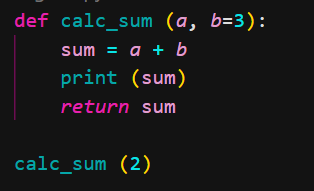 def calc_sum (a, b=3):
    sum = a + b
    print (sum)
    return sum

calc_sum (2)